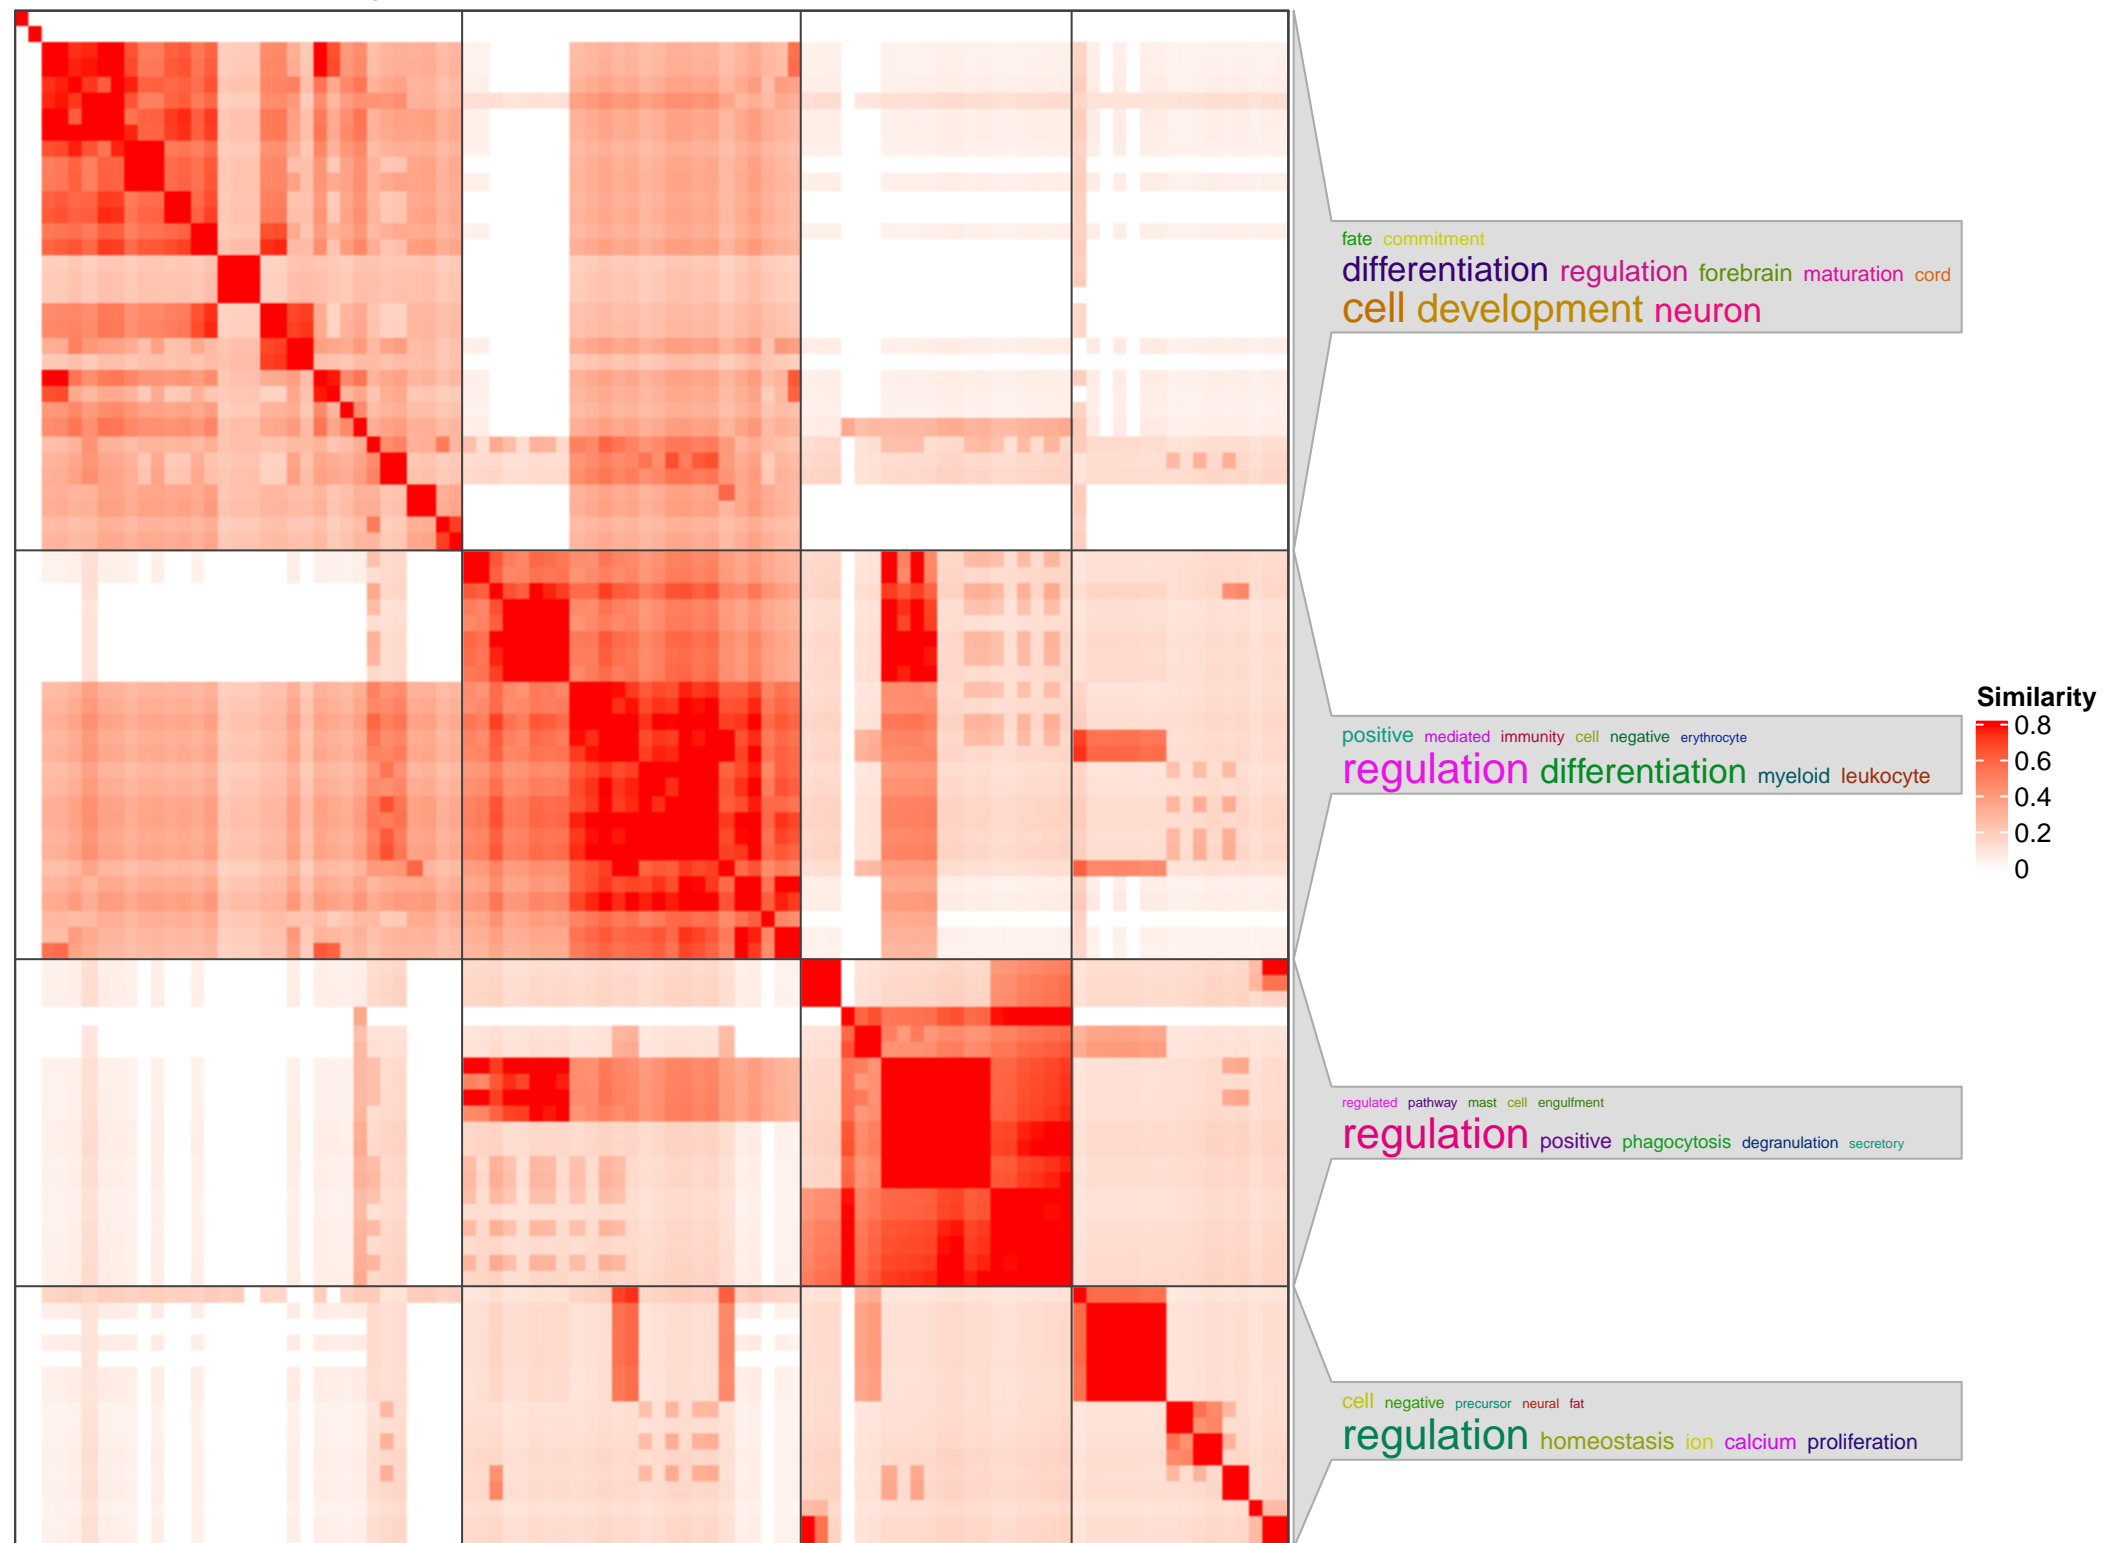 fate commitment
differentiation regulation forebrain maturation cord
cell development neuron
positive mediated immunity cell negative erythrocyte
regulation differentiation myeloid leukocyte
regulated pathway mast cell engulfment
regulation positive phagocytosis degranulation secretory
cell negative precursor neural fat
regulation homeostasis ion calcium proliferation
Similarity
0.8
0.6
0.4
0.2
0